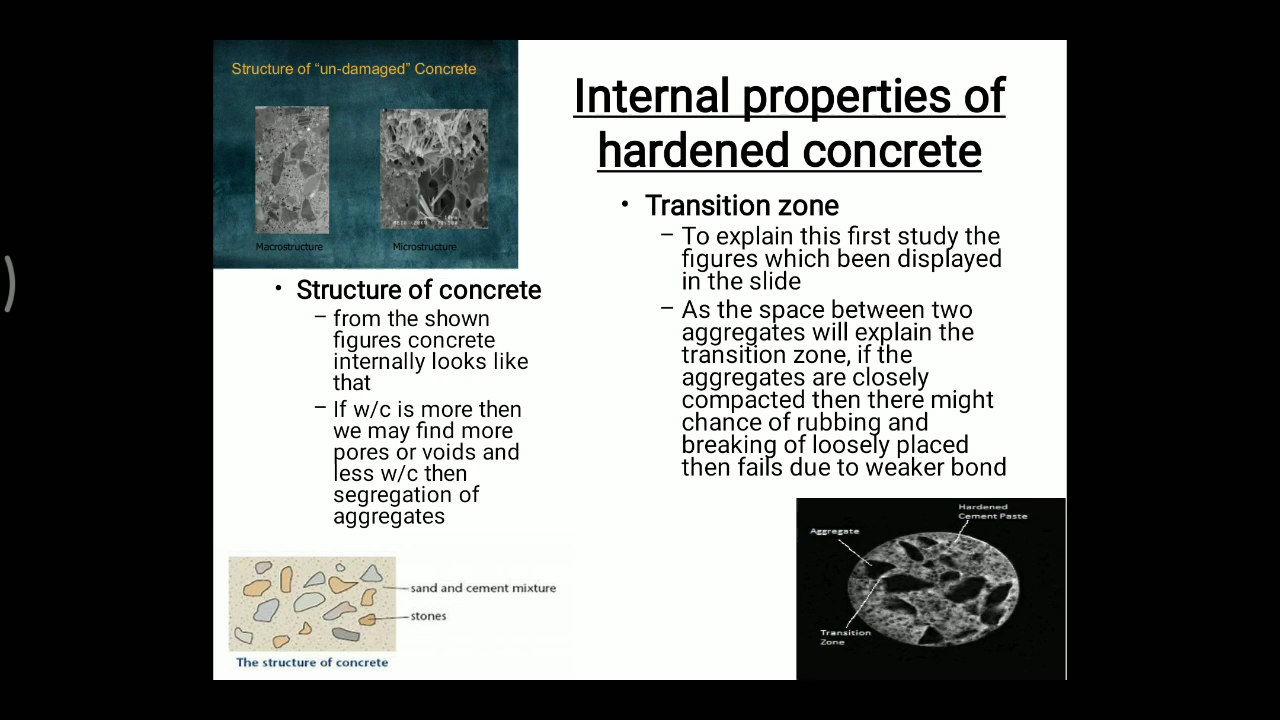 Structure of “un-damaged” Concrete
Macrostructure
Microstructure
Internal properties of
hardened concrete
• Structure of concrete
– from the shown
figures concrete
internally looks like
that
– If w/c is more then
we may find more
pores or voids and
less w/c then
segregation of
aggregates
sand and cement mixture
stones
The structure of concrete
• Transition zone
– To explain this first study the
figures which been displayed
in the slide
– As the space between two
aggregates will explain the
transition zone, if the
aggregates are closely
compacted then there might
chance of rubbing and
breaking of loosely placed
then fails due to weaker bond
Hardened
Cement Paste
Aggregate
Transition
Zone